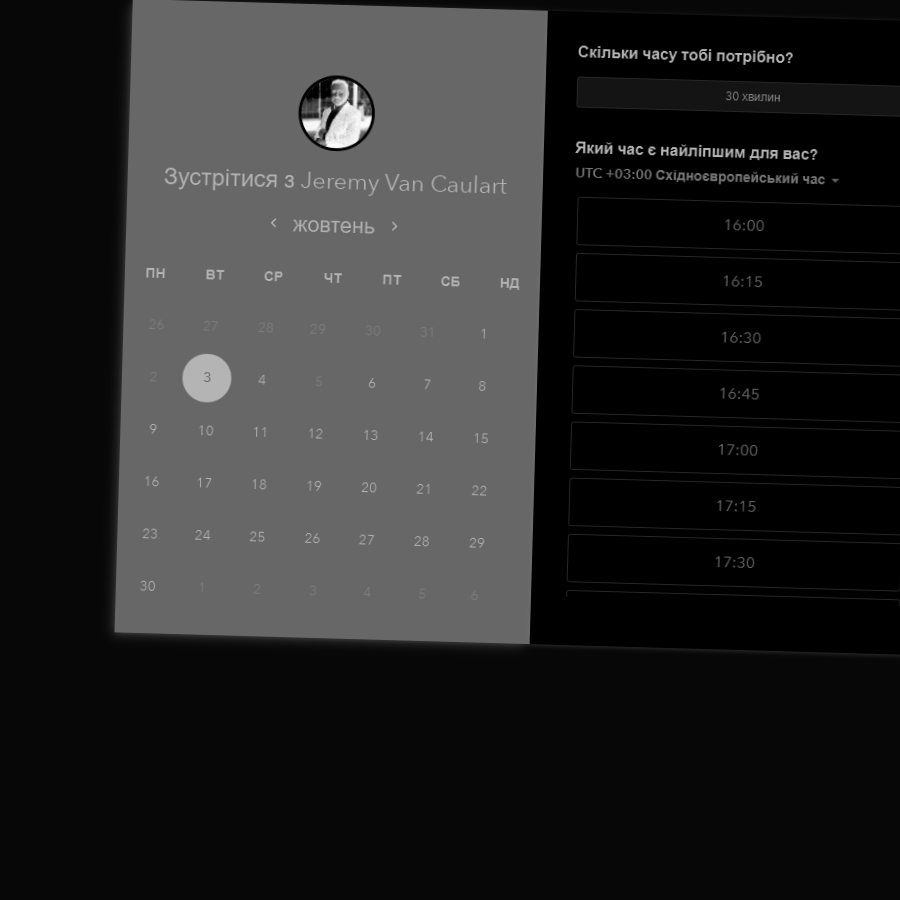 Зустрітися з Jeremy Van Caulart
жовтень
ПН ВТ СР ЧТ ПТ СБ НД
26 27 28 29 30 31 1
2 3 4 5 6 7 8
9 10 11 12 13 14 15
16 17 18 19 20 21 22
23 24 25 26 27 28 29
30 1 2 3 4 5 6
Скільки часу тобі потрібно?
30 хвилин
Який час є найліпшим для вас?
UTC +03:00 Східноєвропейський час
16:00
16:15
16:30
16:45
17:00
17:15
17:30